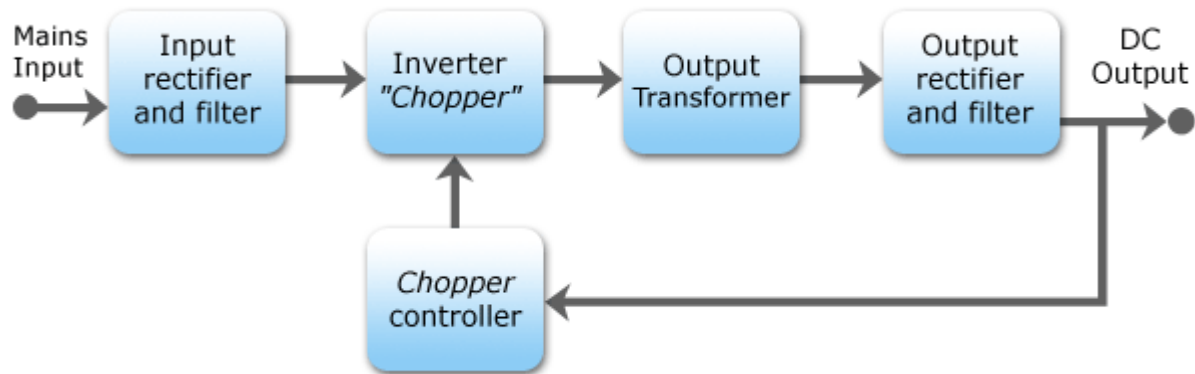 Mains
Input
Input
rectifier
and filter
Inverter
"Chopper"
Output
Transformer
Output
rectifier
and filter
DC
Output
Chopper
controller